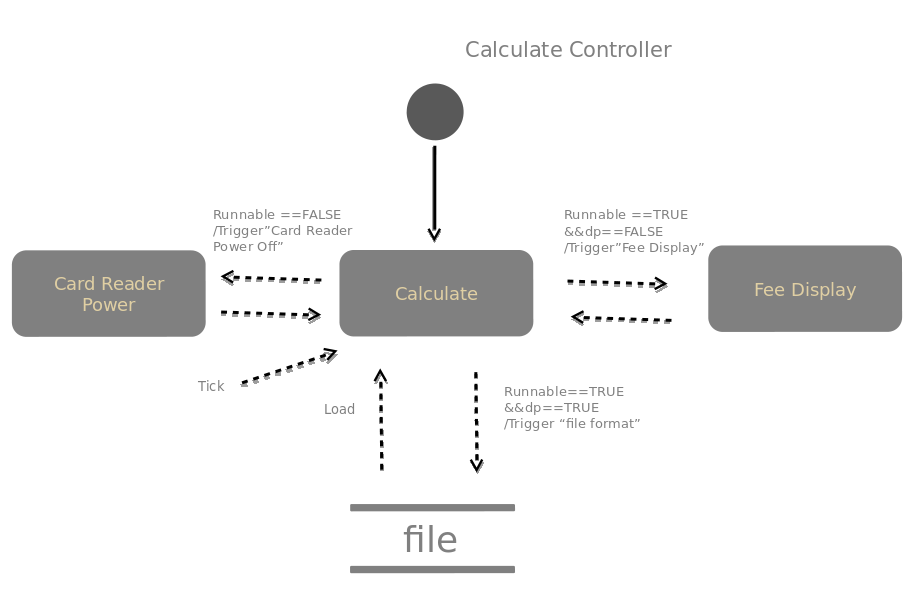 Calculate Controller
Runnable ==FALSE
/Trigger”Card Reader
Power Off”
Runnable ==TRUE
&&dp==FALSE
/Trigger”Fee Display”
Card Reader
Power
Calculate
Fee Display
Tick
Load
Runnable==TRUE
&&dp==TRUE
/Trigger “file format”
file